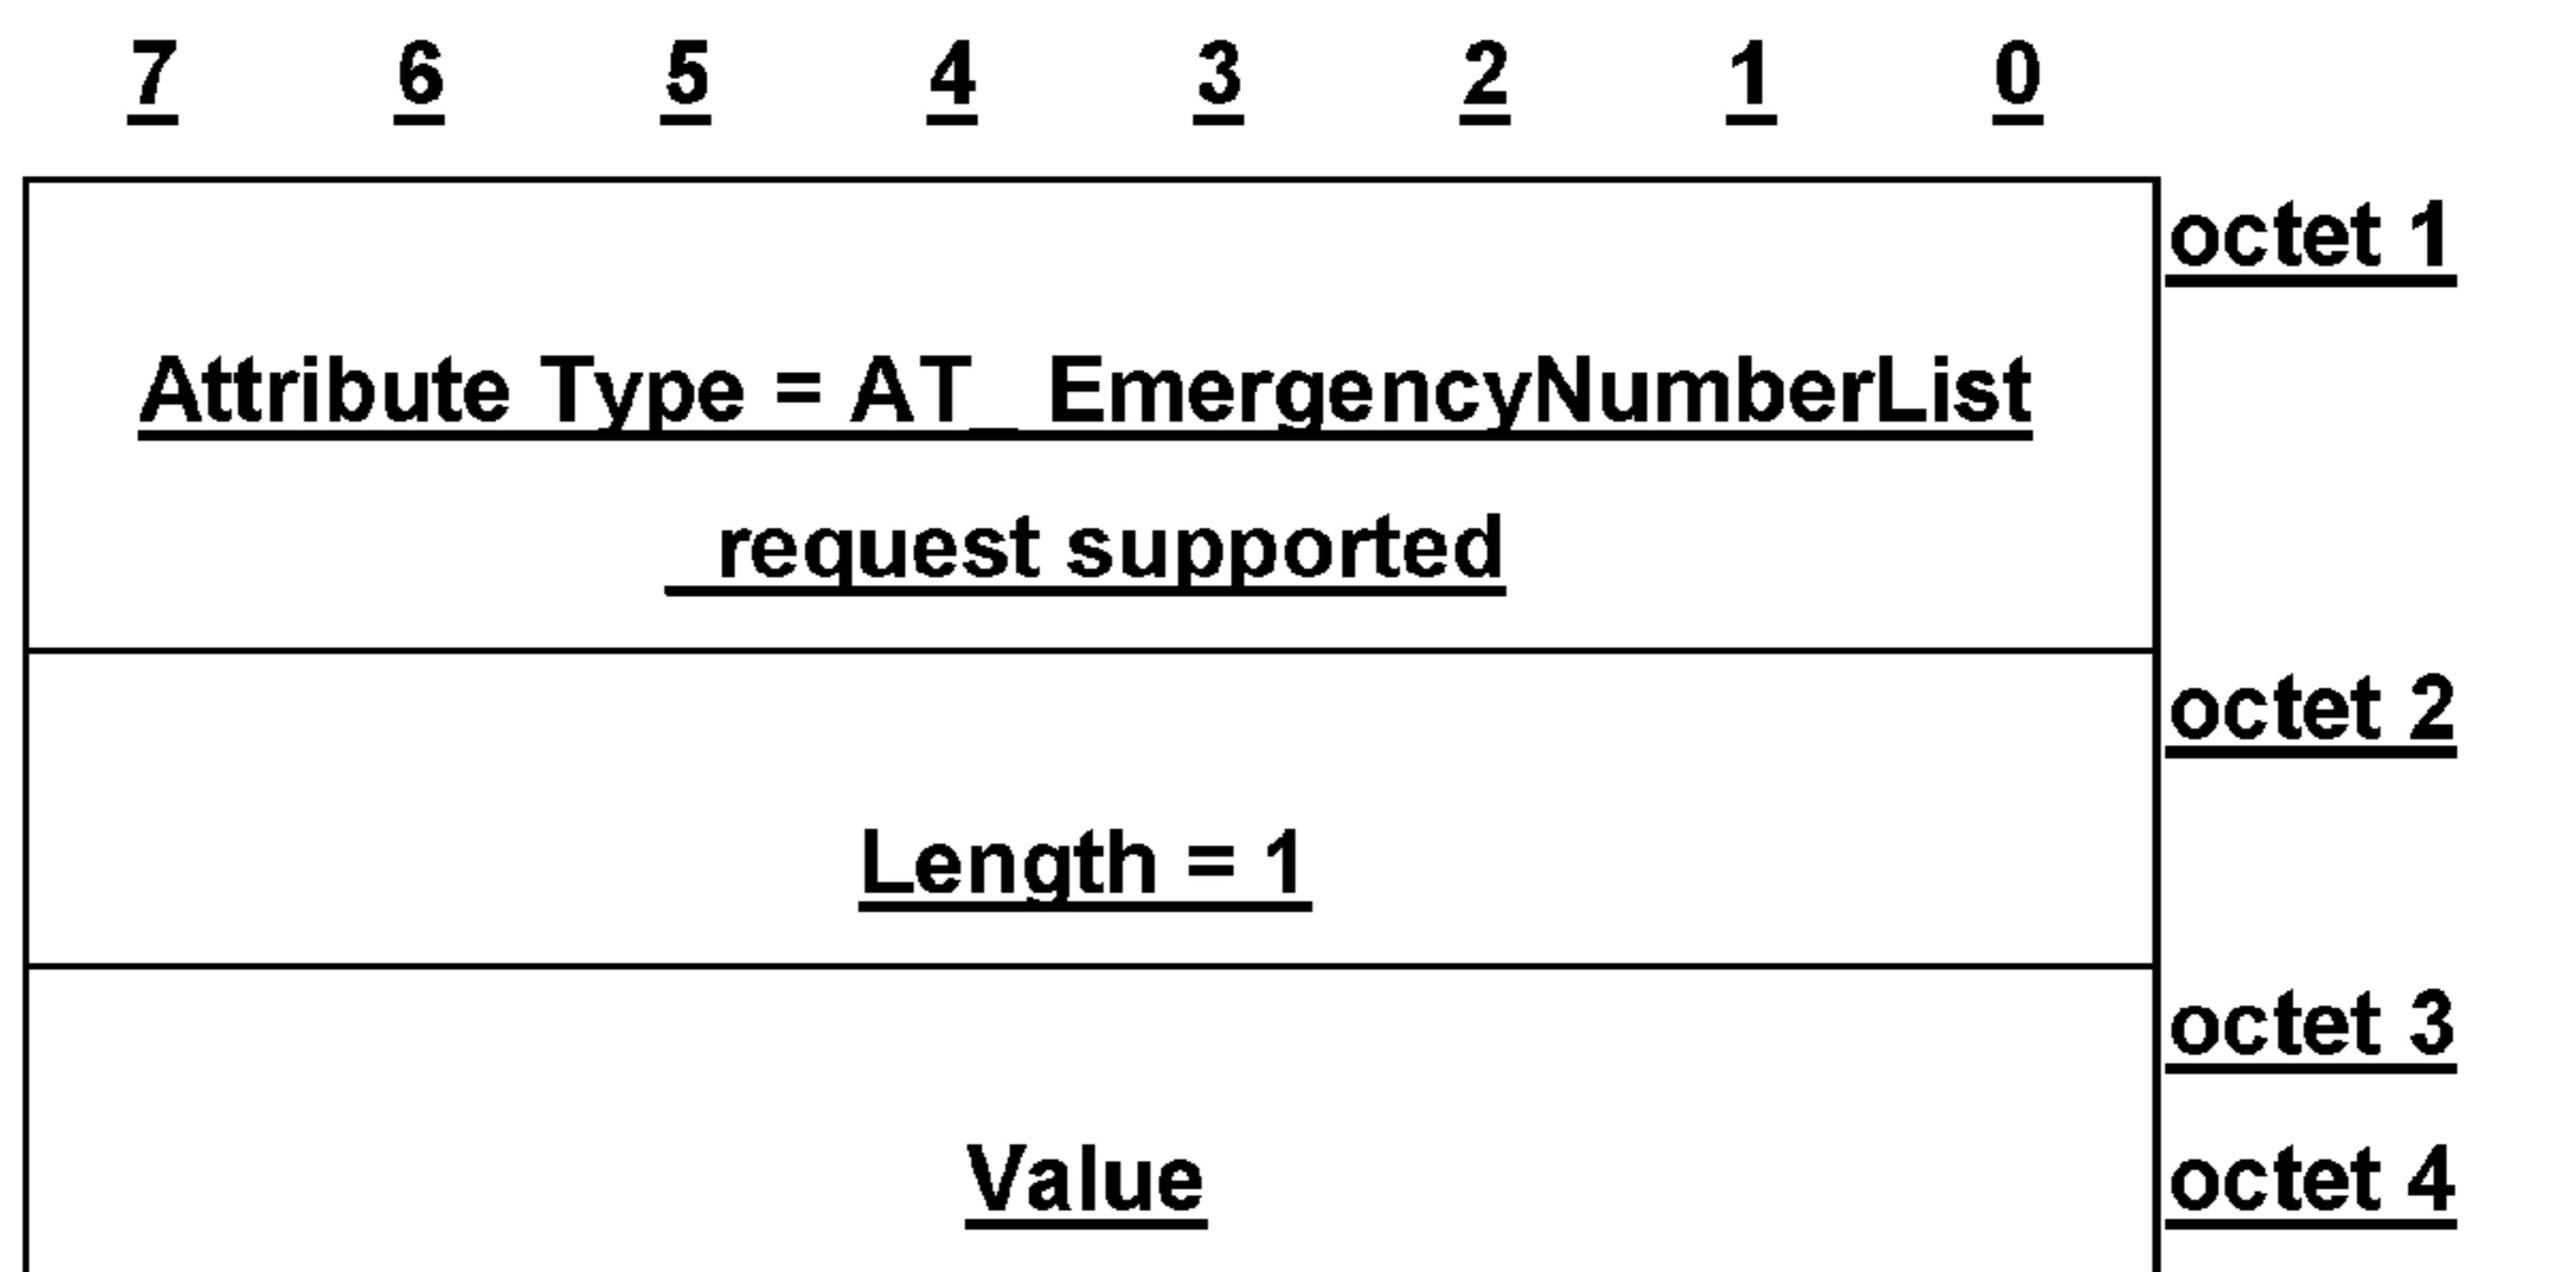 7 6 5 4 3 2 1 0
octet 1
Attribute Type = AT_ EmergencyNumberList
_ request supported
octet 2
Length = 1
octet 3
Value octet 4